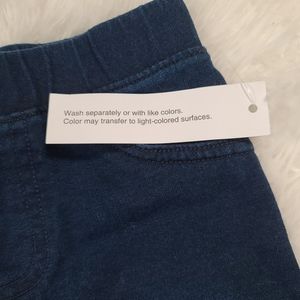 Wash separately or with like colors.
Color may transfer to light-colored surfaces.